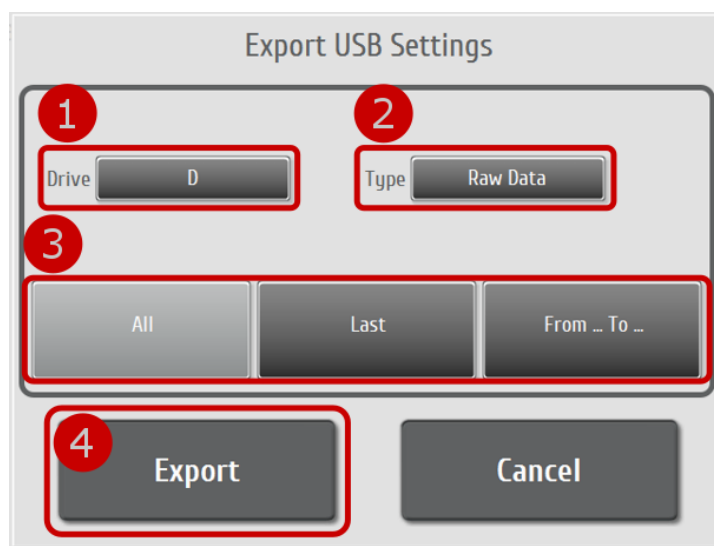 Export USB Settings
1
2
Drive D
Type Raw Data
3
All
Last
From ... To ...
4
Export
Cancel